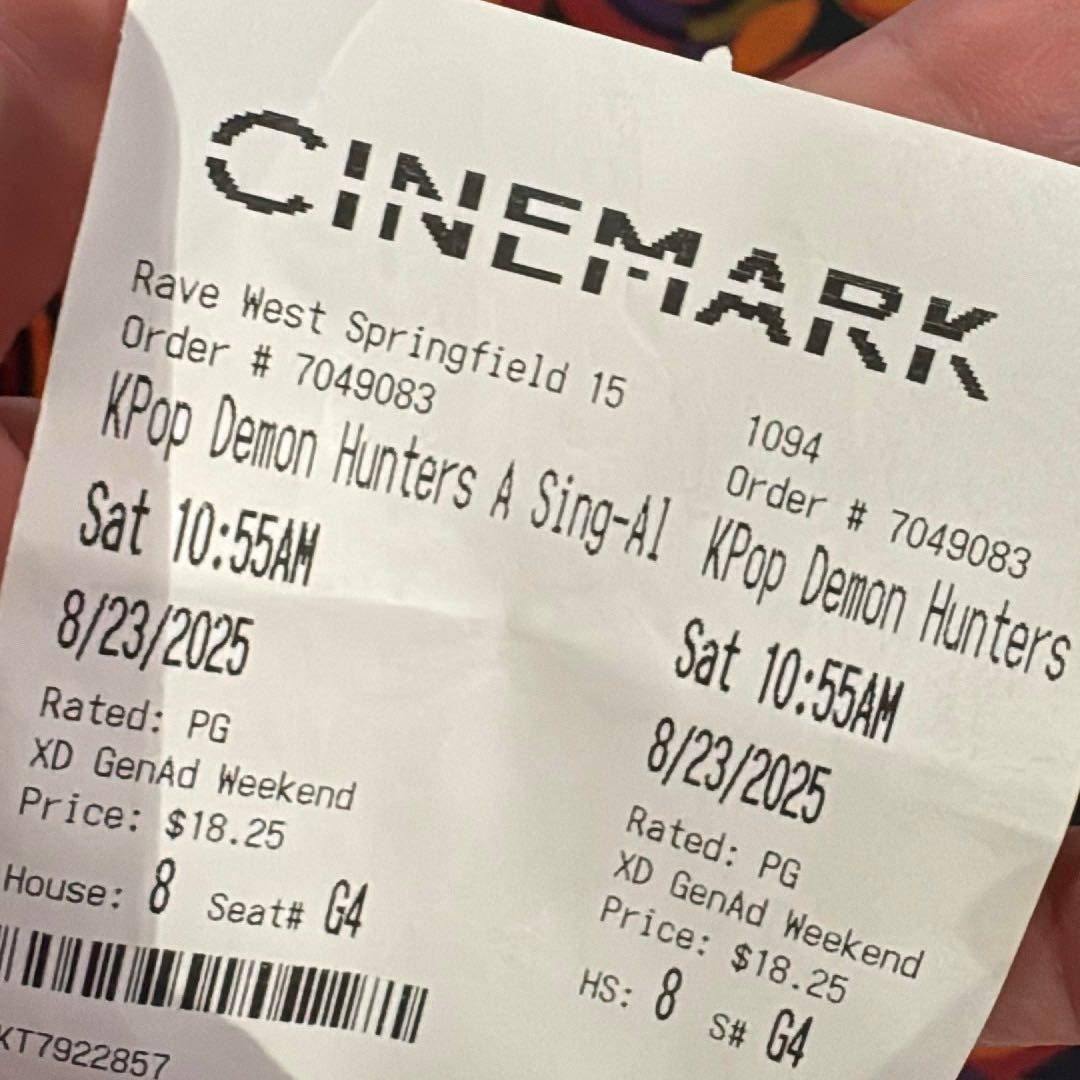 CINEMARK
Rave West Springfield 15
Order # 7049083
KPop Demon Hunters A Sing-Al
Sat 10:55AM
8/23/2025
Rated: PG
XD GenAd Weekend
Price: $18.25
House: 8 Seat# G4
KT7922857
1094
Order # 7049083
KPop Demon Hunters
Sat 10:55AM
8/23/2025
Rated: PG
XD GenAd Weekend
Price: $18.25
HS: 8 S# G4